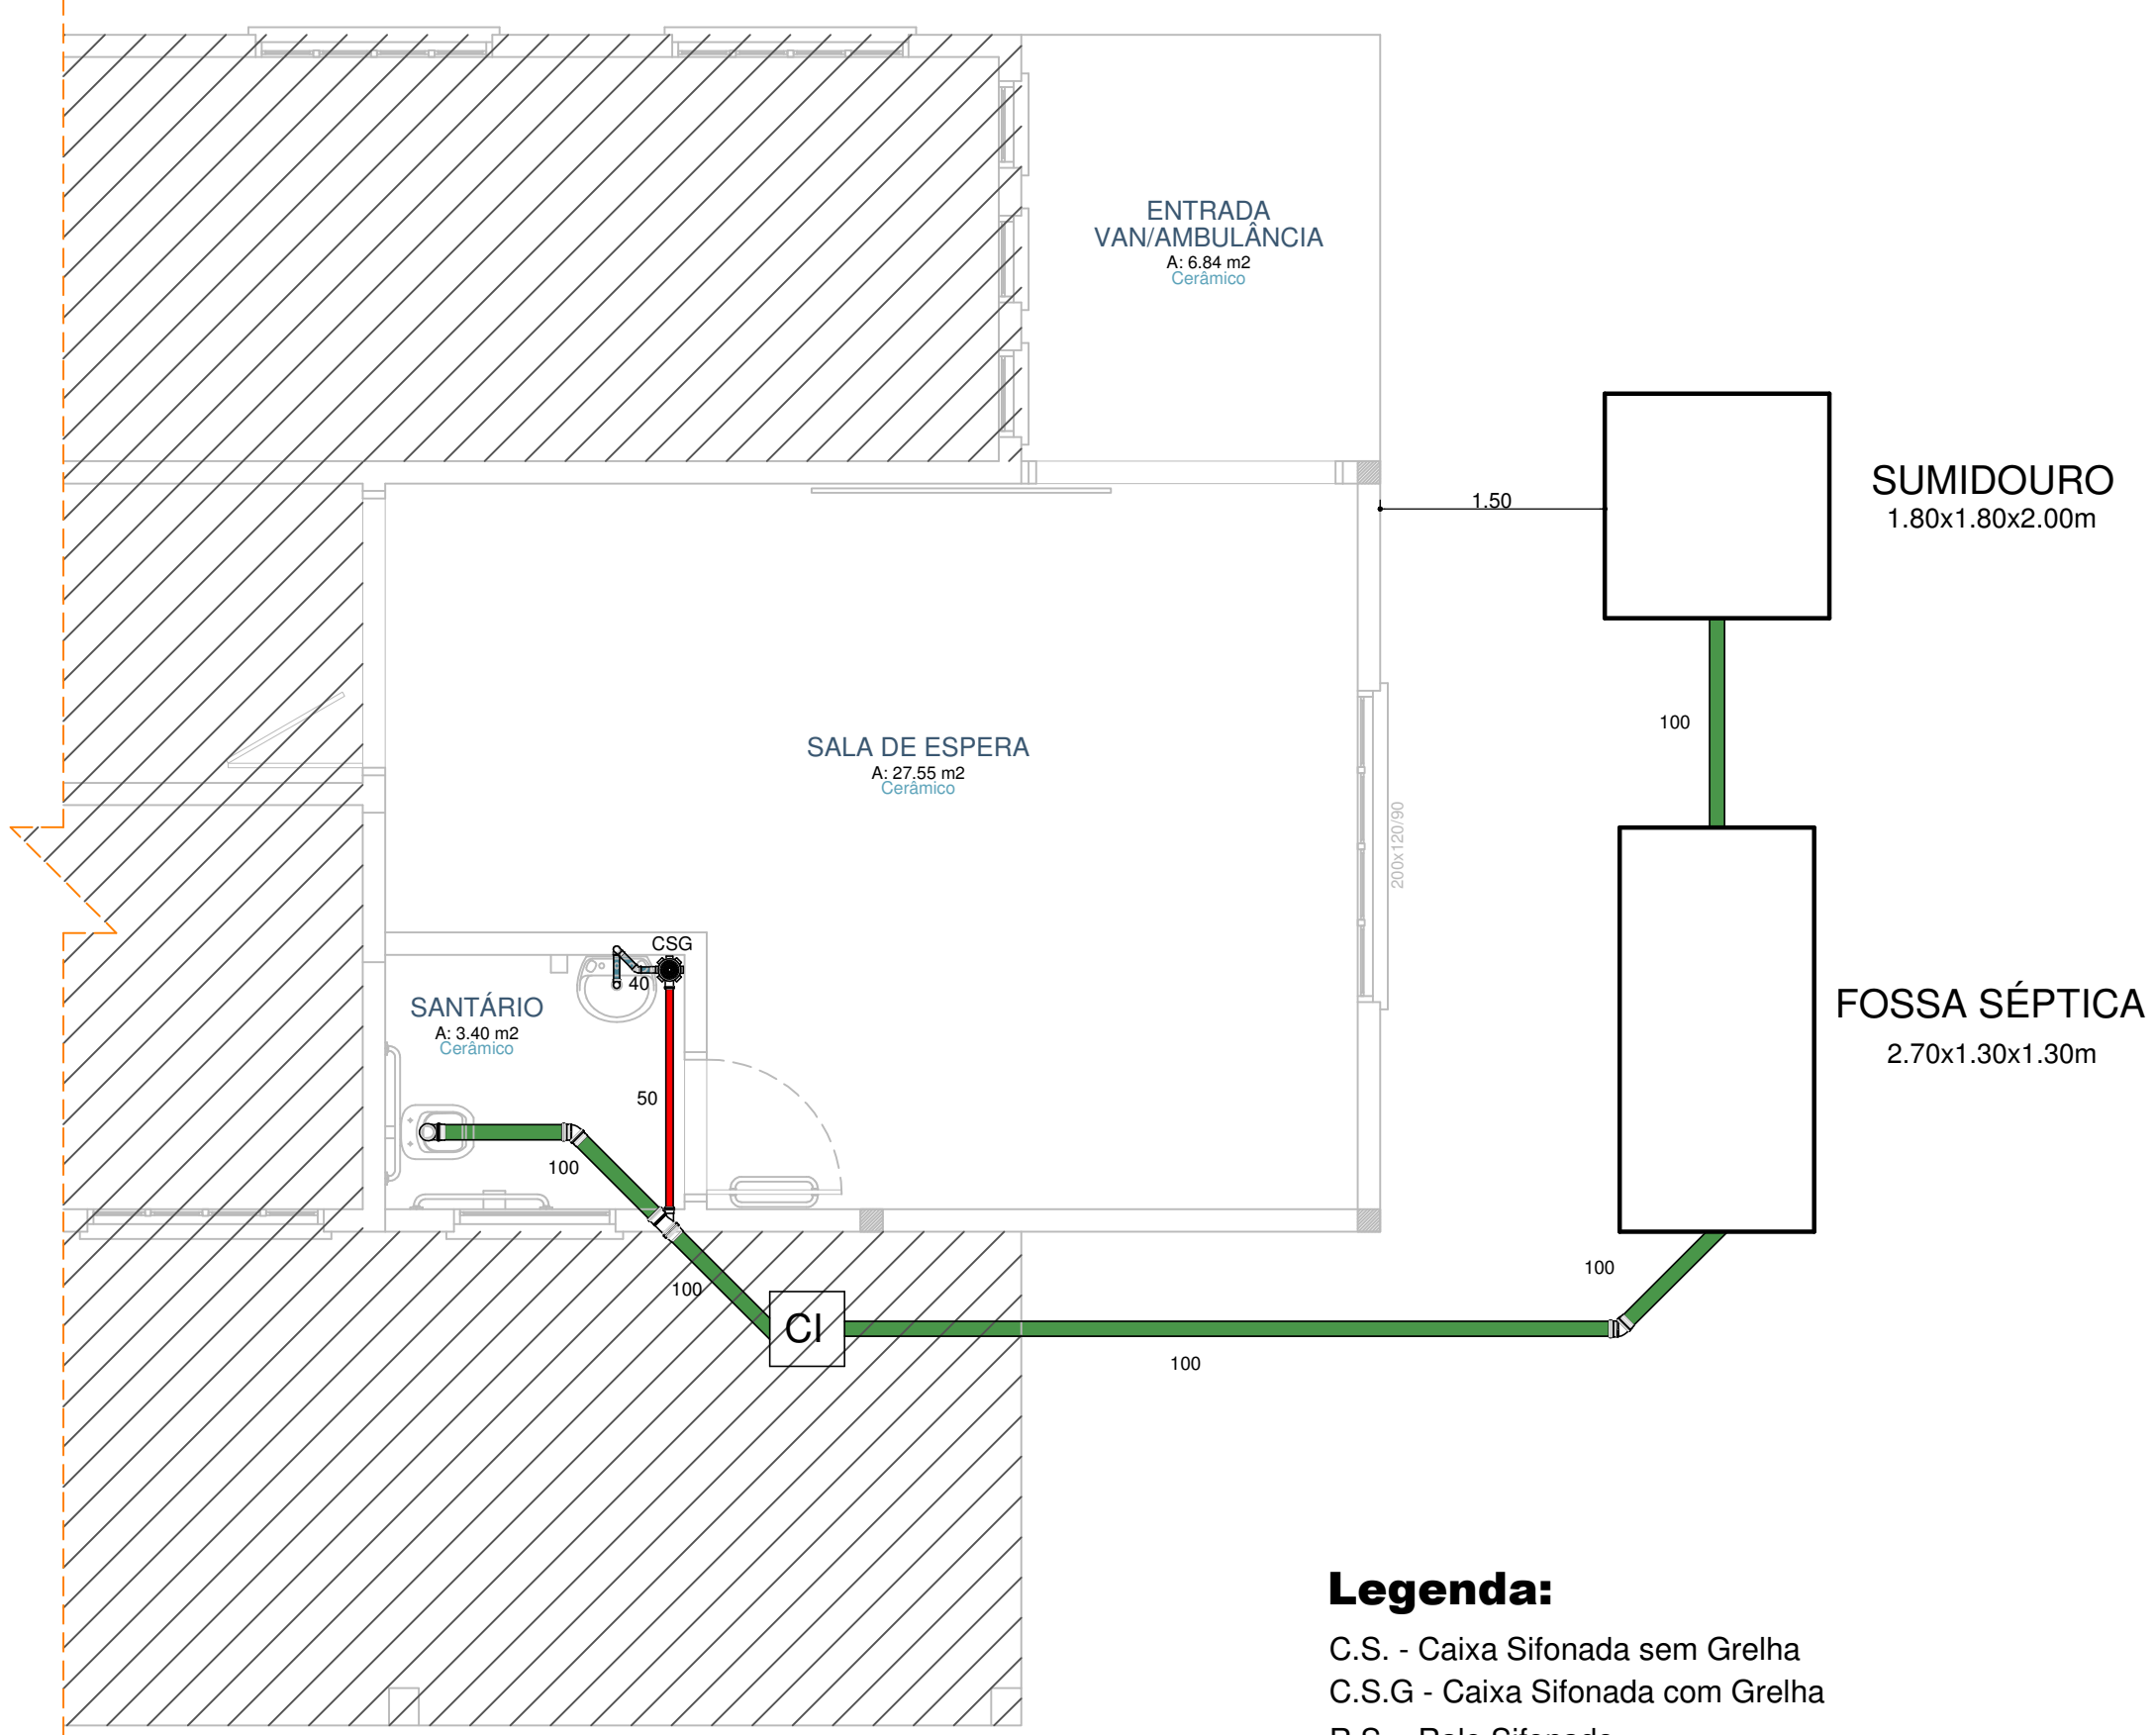 ENTRADA
VAN/AMBULÂNCIA
A: 6.84 m2
Cerâmico
SUMIDOURO
1.80x1.80x2.00m
1.50
100
SALA DE ESPERA
A: 27.55 m2
Cerâmico
200x120/90
CSG
40
SANTÁRIO
A: 3.40 m2
Cerâmico
FOSSA SÉPTICA
2.70x1.30x1.30m
50
100
100
CI
100
100
Legenda:
C.S. - Caixa Sifonada sem Grelha
C.S.G - Caixa Sifonada com Grelha
R.S. - Ralo Sifonado